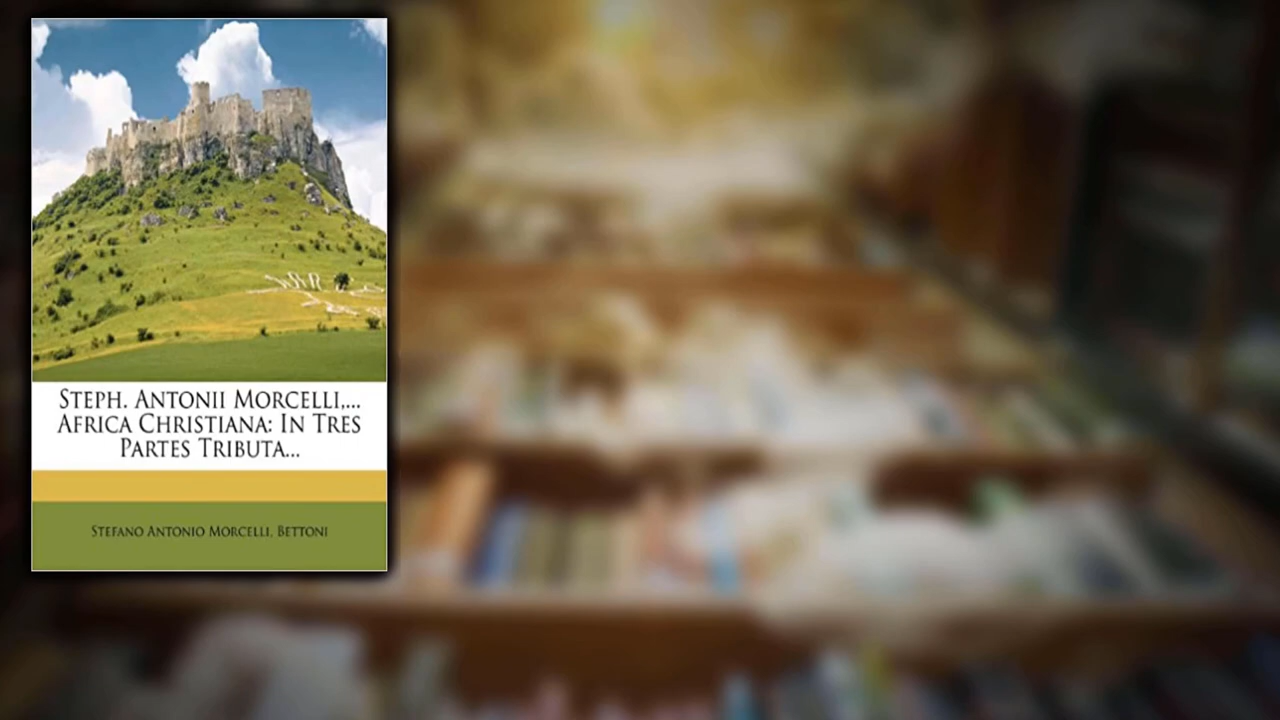 STEPH. ANTONII MORCELLI,...
AFRICA CHRISTIANA: IN TRES
PARTES TRIBUTA...
STEFANO ANTONIO MORCELLI, BETTONI